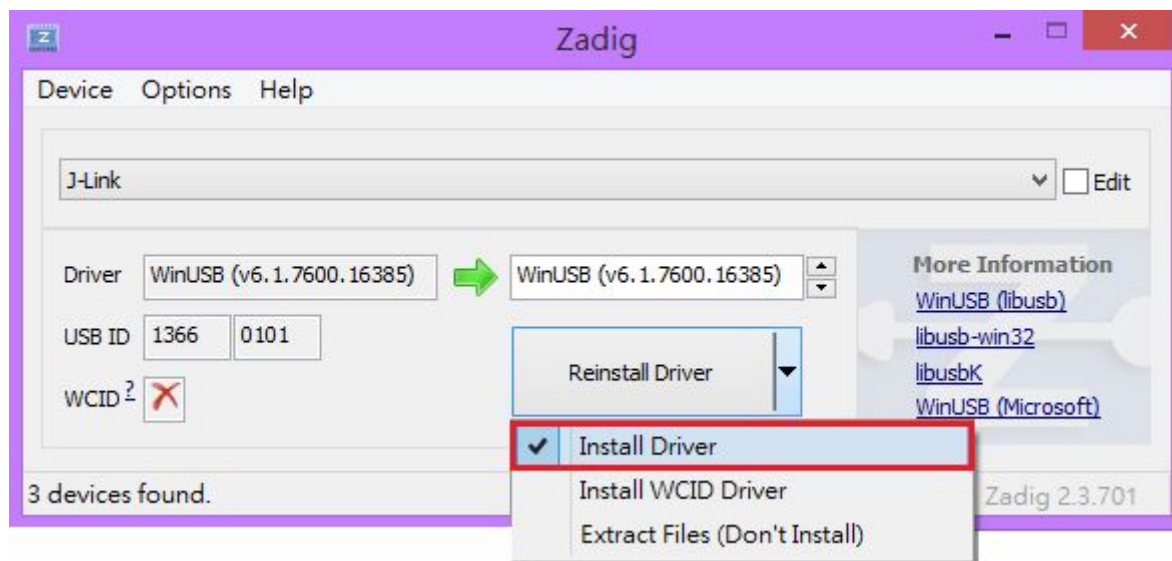 Zadig
Device Options Help
J-Link
Edit
Driver WinUSB (v6.1.7600.16385) WinUSB (v6.1.7600.16385)
USB ID 1366 0101
WCID ?
Reinstall Driver
More Information
WinUSB (libusb)
libusb-win32
libusbK
WinUSB (Microsoft)
Install Driver
Install WCID Driver
Extract Files (Don't Install)
3 devices found.
Zadig 2.3.701